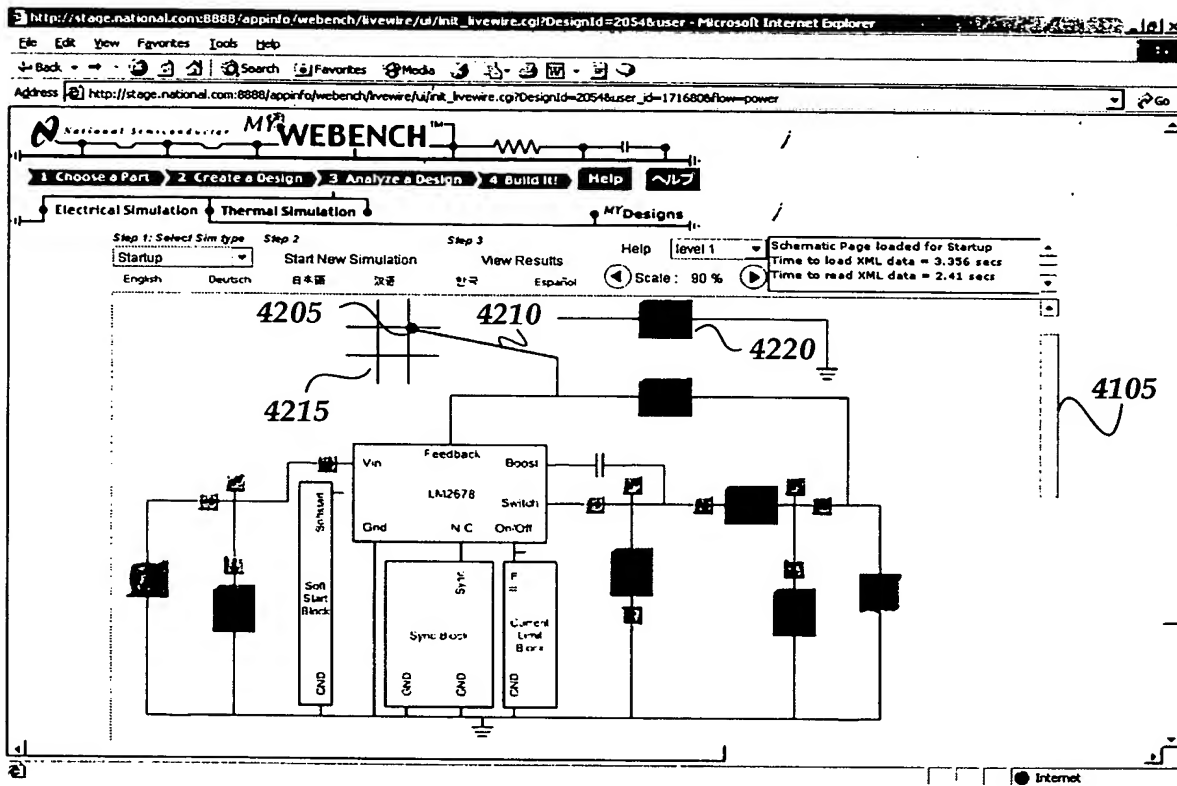 http://stage.national.com:8888/appinfo/webench/livewire/ui/init_livewire.cgi?DesignId=2054&user - Microsoft Internet Explorer
File Edit View Favorites Tools Help
Back Search Favorites Media
Address http://stage.national.com:8888/appinfo/webench/livewire/ui/init_livewire.cgi?DesignId=2054&user_id=171680&flow=power Go
National Semiconductor MY WEBENCH™
1 Choose a Part 2 Create a Design 3 Analyze a Design 4 Build It! Help ヘルプ
Electrical Simulation Thermal Simulation MY Designs
Step 1: Select Sim type Step 2 Step 3
Startup Start New Simulation View Results Help level 1
English Deutsch 日本語 汉语 한국 Español Scale: 90 %
Schematic Page loaded for Startup
Time to load XML data = 3.356 secs
Time to read XML data = 2.41 secs
4205 4210
4220
4215
4105
Vin Feedback Boost
LM2678
Switch
Gnd N C On/Off
Softstart
Soft Start Block
GND
Sync
Sync Block
GND GND
Current Limit Block
GND
Internet